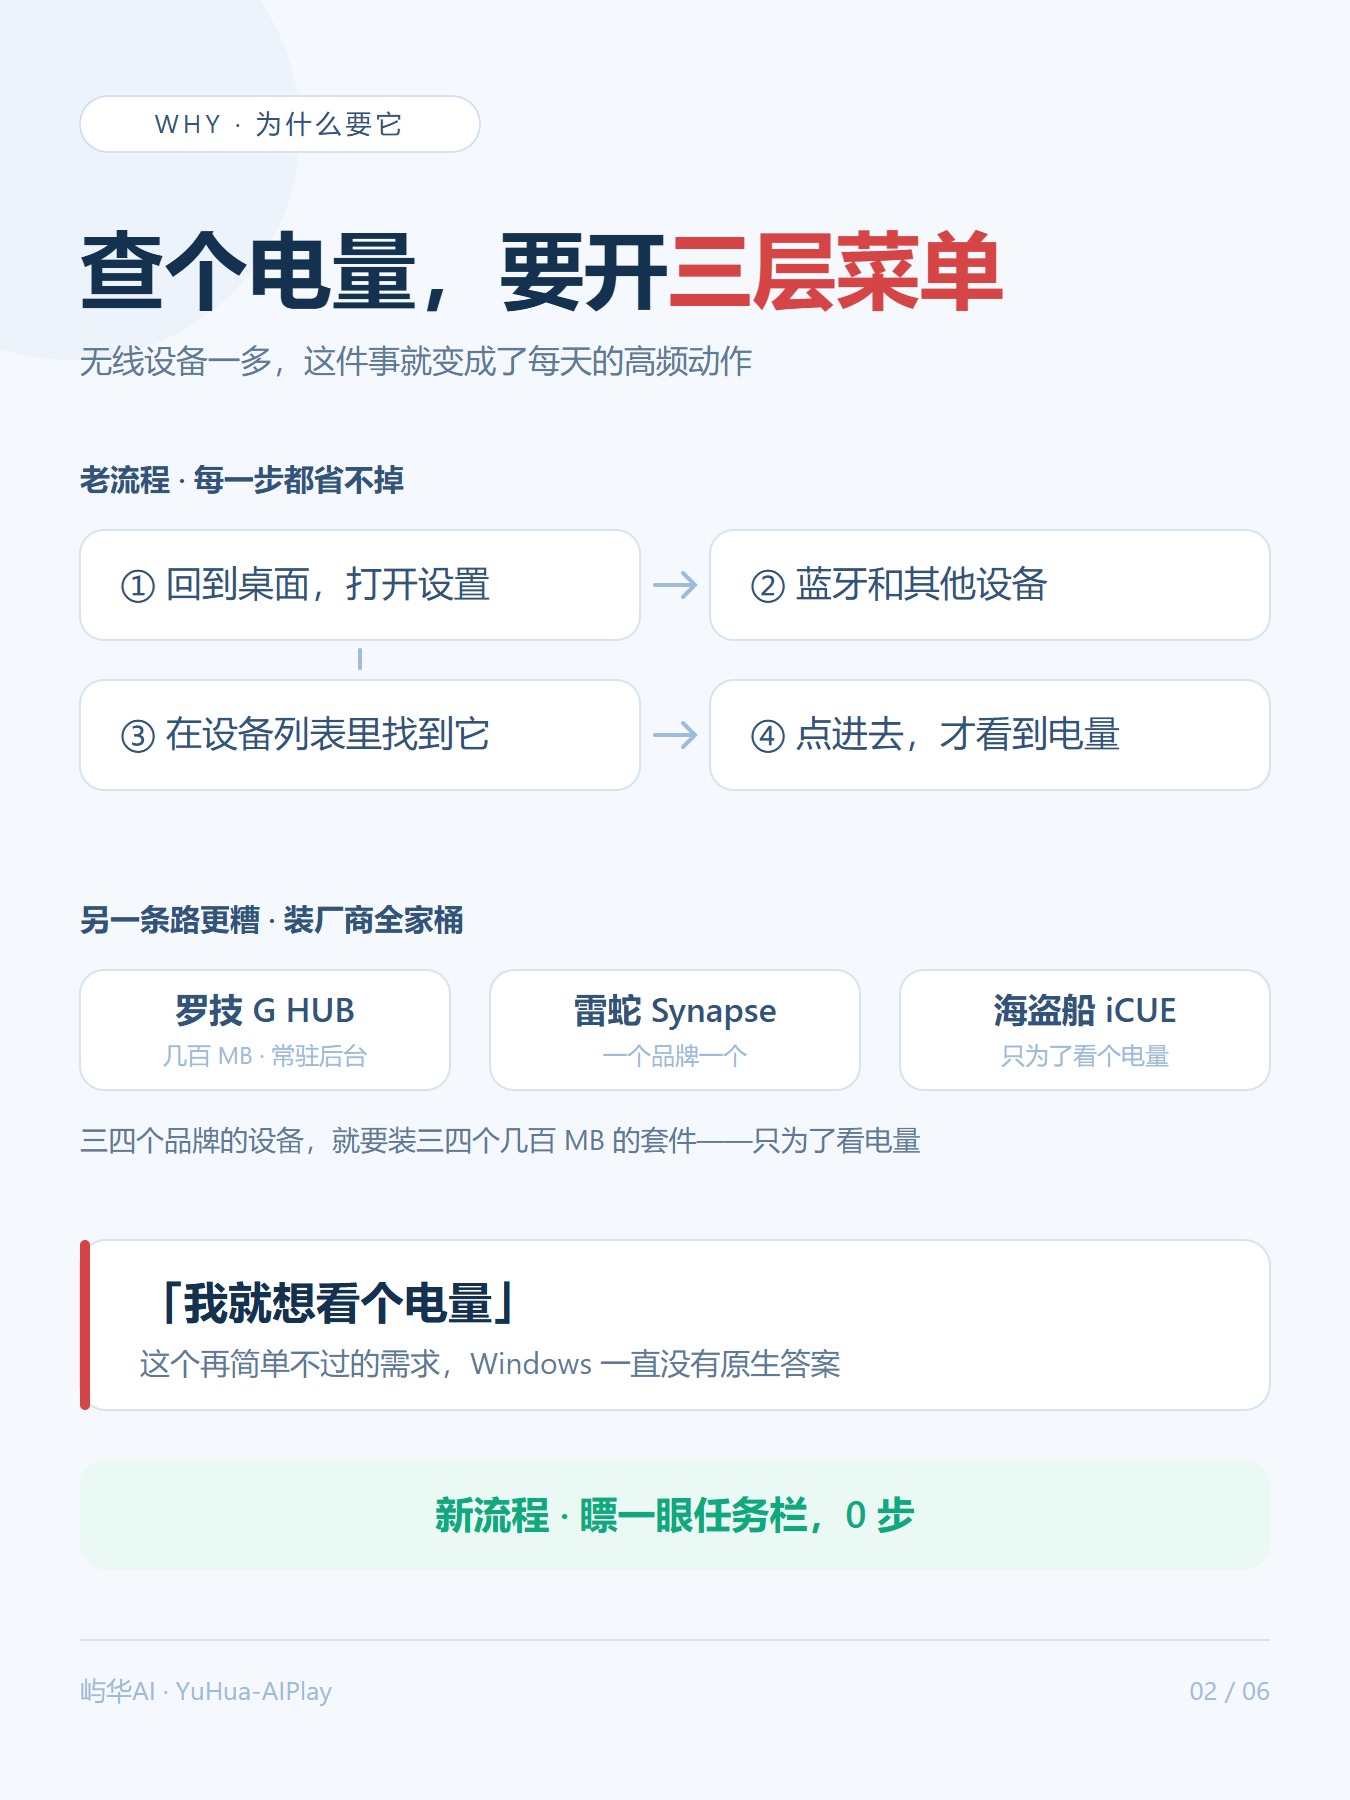 WHY · 为什么要它
查个电量，要开三层菜单
无线设备一多，这件事就变成了每天的高频动作
老流程 · 每一步都省不掉
① 回到桌面，打开设置
② 蓝牙和其他设备
③ 在设备列表里找到它
④ 点进去，才看到电量
另一条路更糟 · 装厂商全家桶
罗技 G HUB
几百 MB · 常驻后台
雷蛇 Synapse
一个品牌一个
海盗船 iCUE
只为了看个电量
三四个品牌的设备，就要装三四个几百 MB 的套件——只为了看电量
「我就想看个电量」
这个再简单不过的需求，Windows 一直没有原生答案
新流程 · 瞟一眼任务栏，0 步
屿华AI · YuHua-AIPlay
02 / 06